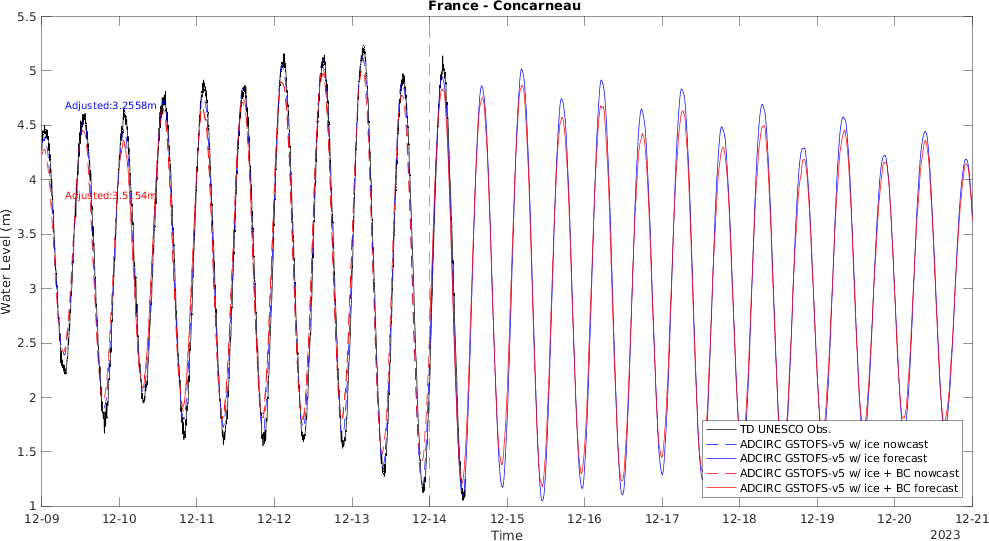 France - Concarneau
Water Level (m)
5.5
5
4.5
4
3.5
3
2.5
2
1.5
1
Adjusted:3.2558m
Adjusted:3.5154m
TD UNESCO Obs.
ADCIRC GSTOFS-v5 w/ ice nowcast
ADCIRC GSTOFS-v5 w/ ice forecast
ADCIRC GSTOFS-v5 w/ ice + BC nowcast
ADCIRC GSTOFS-v5 w/ ice + BC forecast
12-09 12-10 12-11 12-12 12-13 12-14 12-15 12-16 12-17 12-18 12-19 12-20 12-21
Time
2023